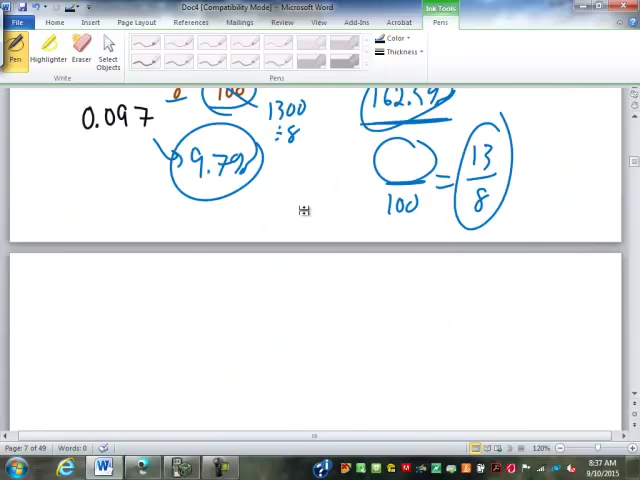 Doc4 [Compatibility Mode] - Microsoft Word
Ink Tools
File Home Insert Page Layout References Mailings Review View Add-Ins Acrobat Pens
Pen Highlighter Eraser Select Objects
Color
Thickness
Write
Pens
100
0.097
1300
÷8
9.7%
162.5%
100
=
13
8
Page: 7 of 49 Words: 0
120%
8:37 AM
9/10/2015